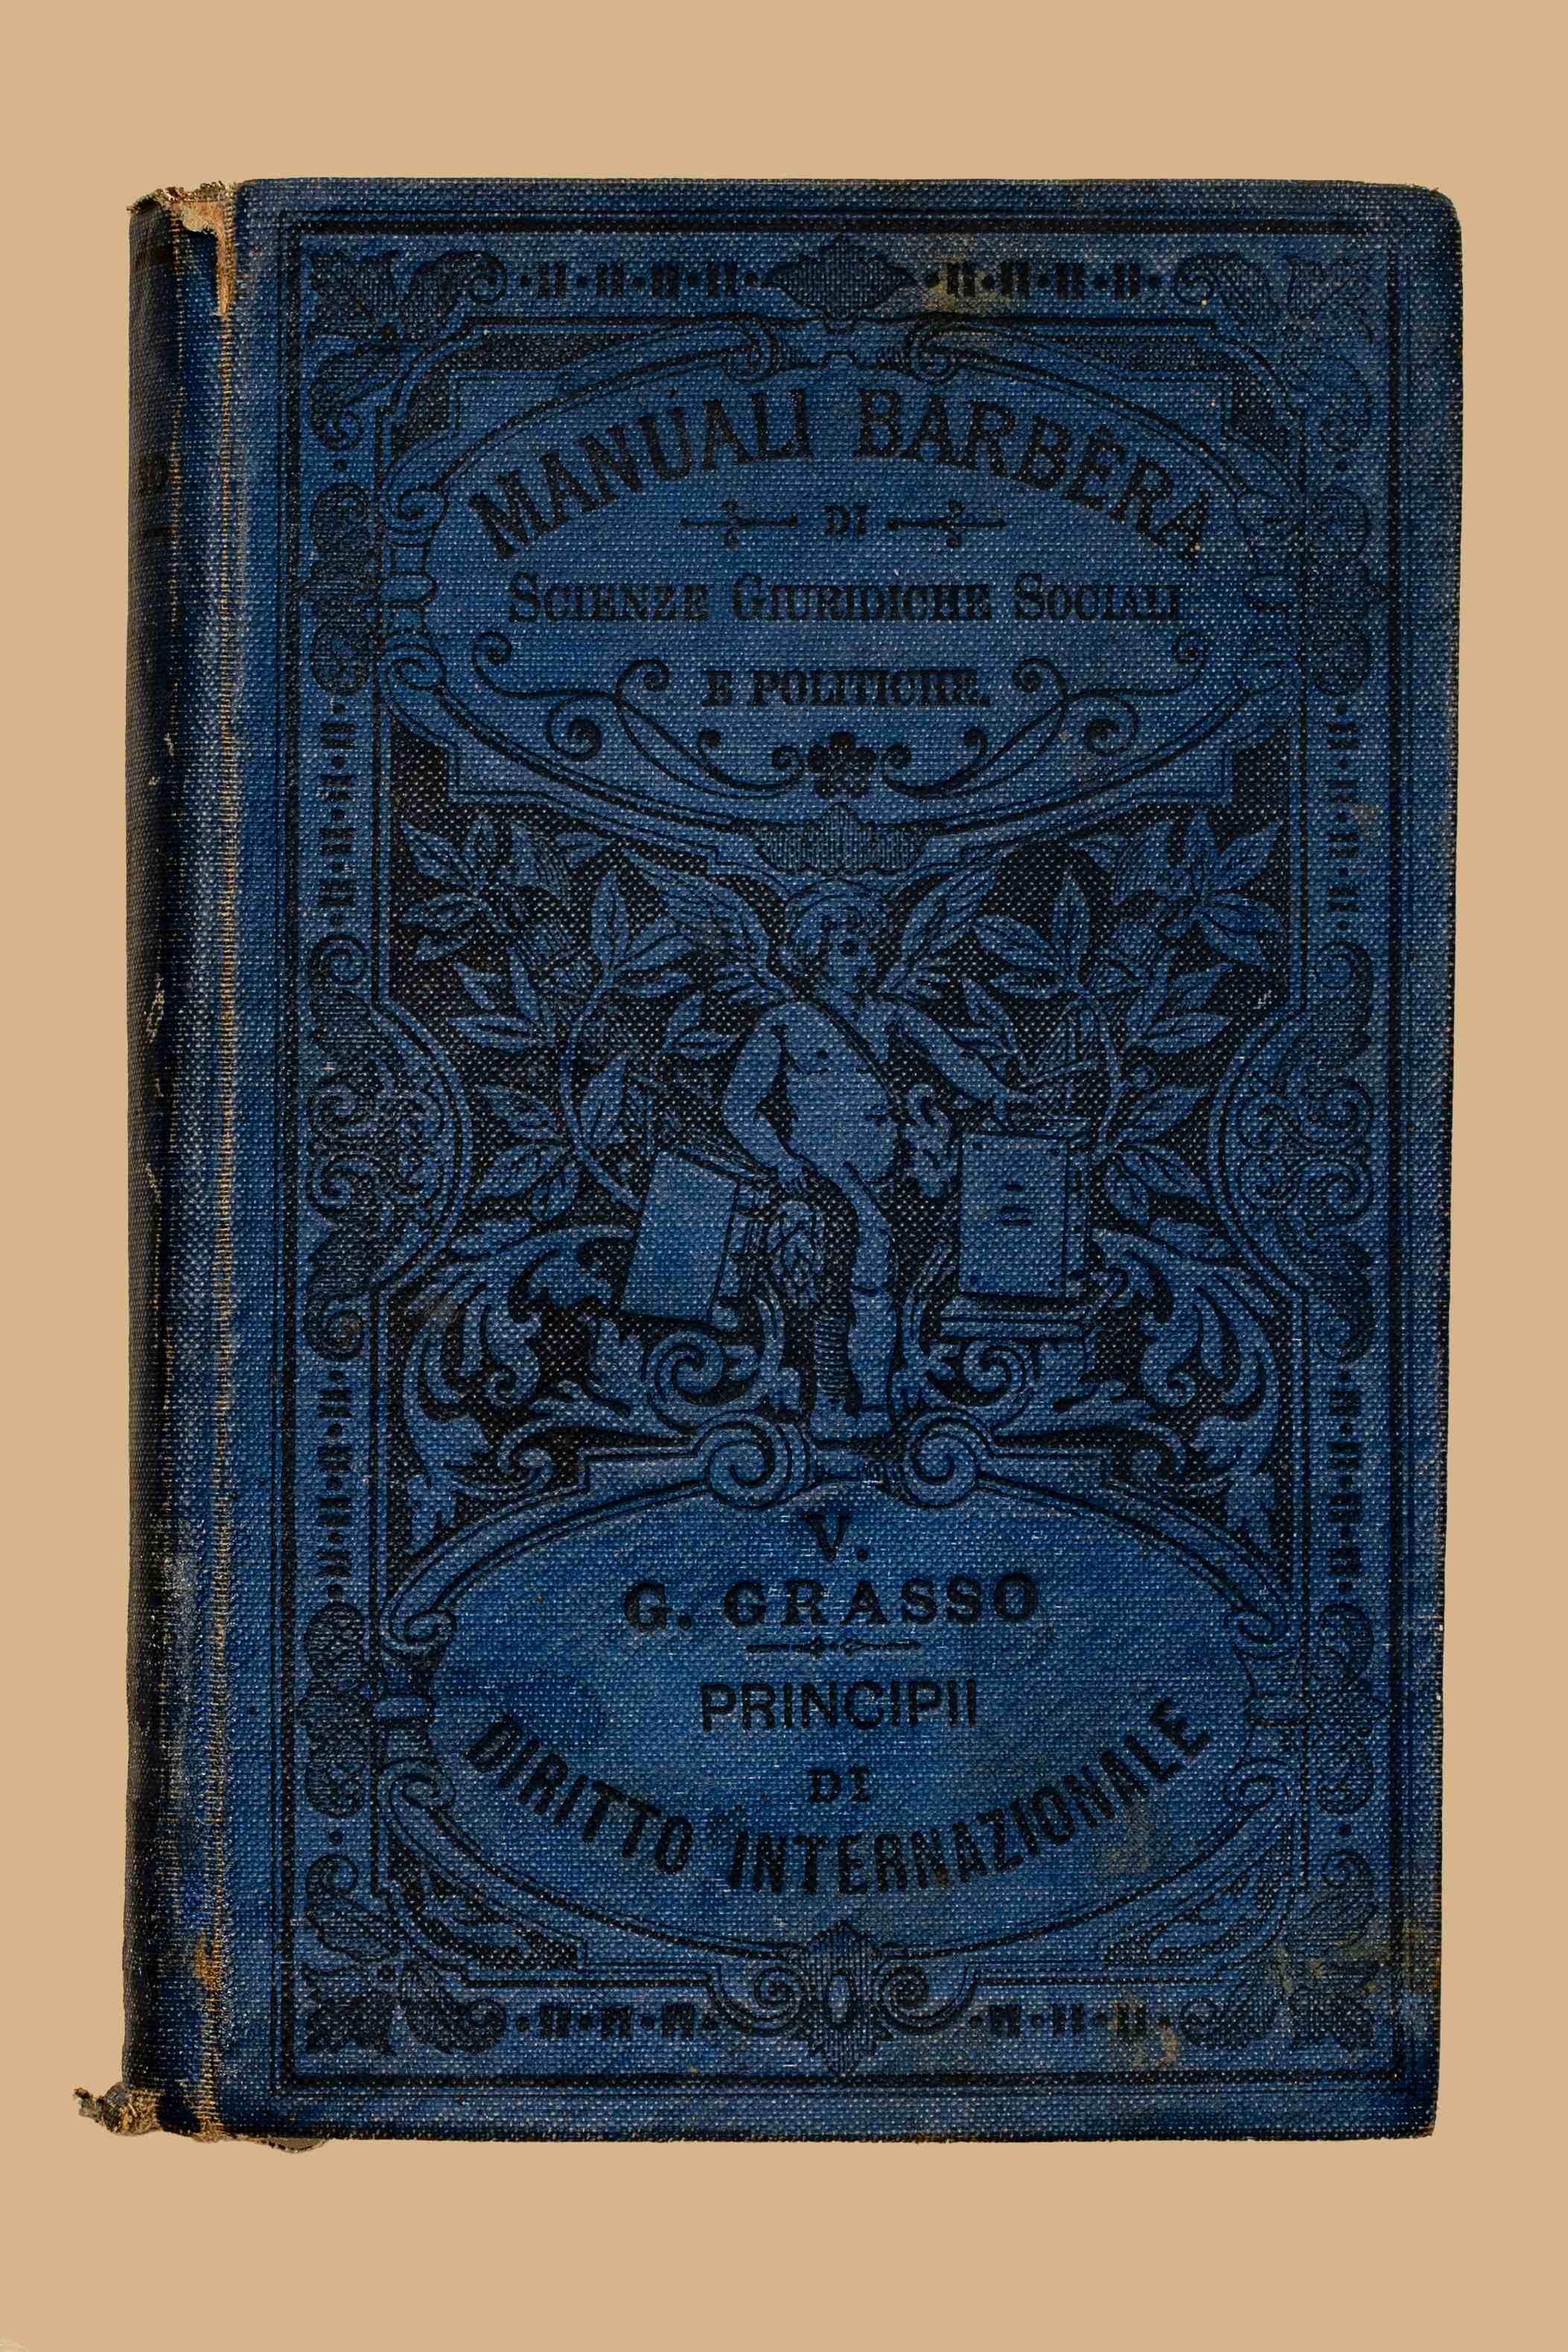 MANUALI BARBÈRA
DI
SCIENZE GIURIDICHE SOCIALI
E POLITICHE.
V.
G. GRASSO
PRINCIPII
DI
DIRITTO INTERNAZIONALE